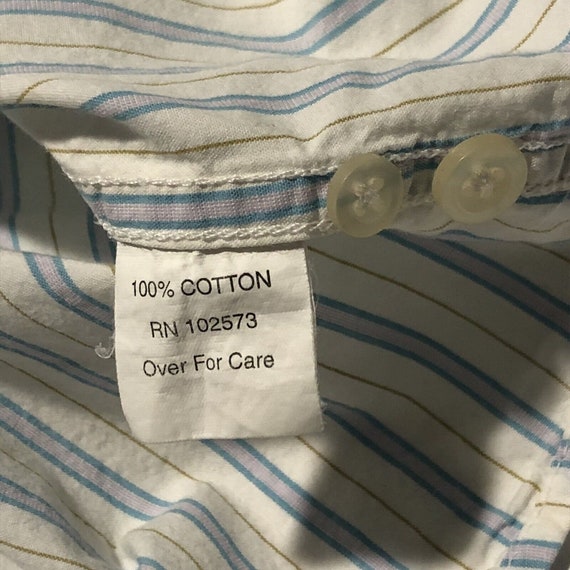 100% COTTON
RN 102573
Over For Care